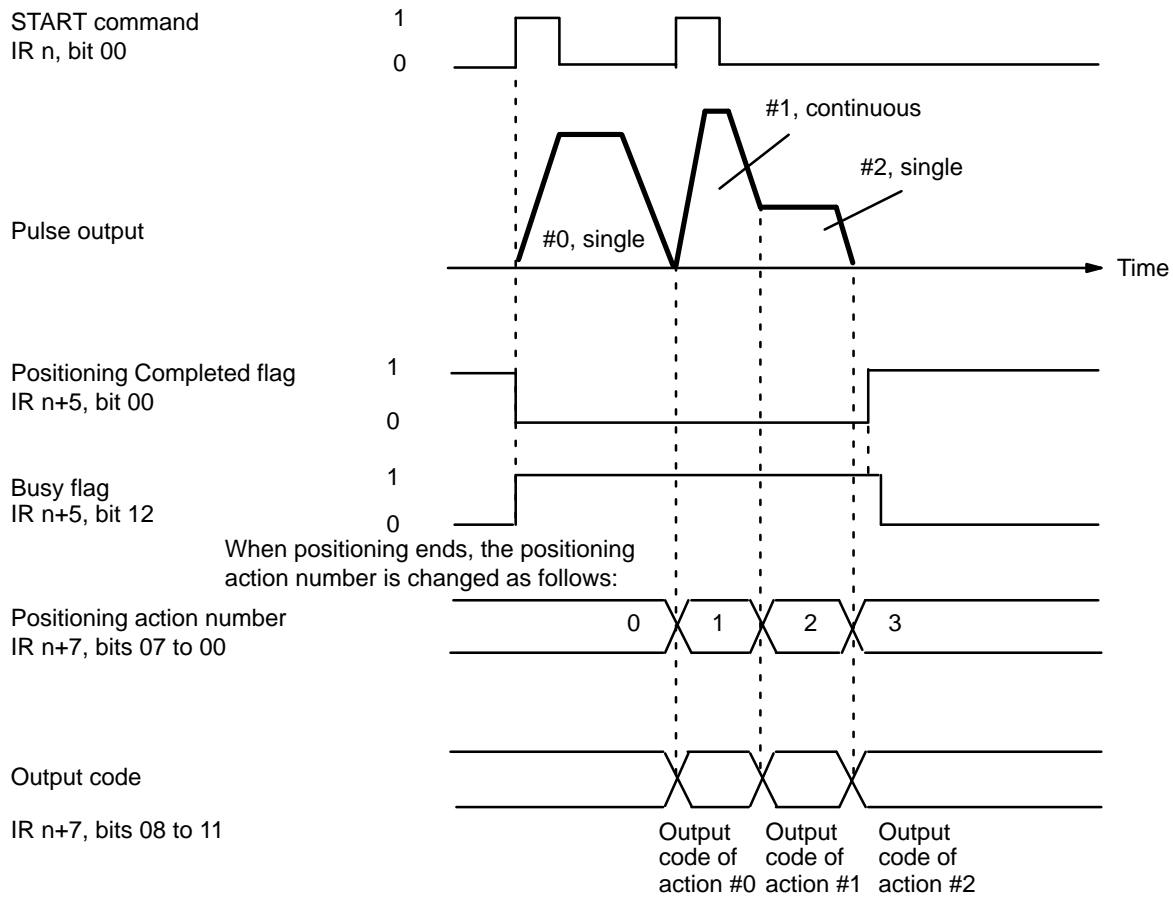 START command
IR n, bit 00
1
0
#1, continuous
#2, single
Pulse output
#0, single
Time
Positioning Completed flag
IR n+5, bit 00
1
0
Busy flag
IR n+5, bit 12
1
0
When positioning ends, the positioning
action number is changed as follows:
Positioning action number
IR n+7, bits 07 to 00
0
1
2
3
Output code
IR n+7, bits 08 to 11
Output
code of
action #0
Output
code of
action #1
Output
code of
action #2